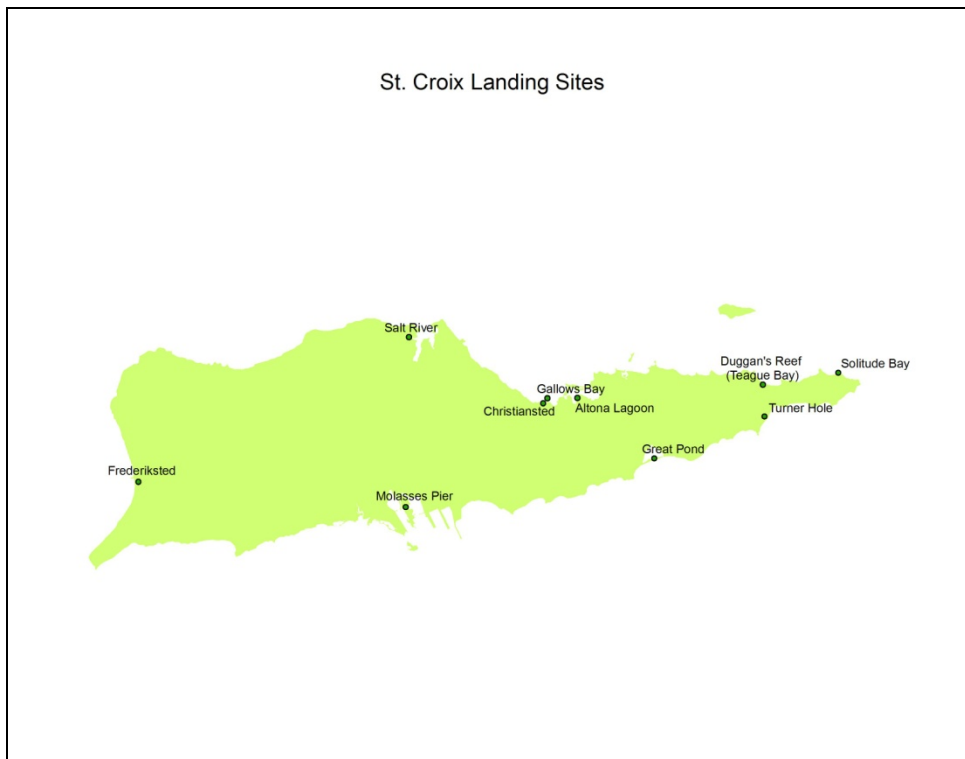 St. Croix Landing Sites
Salt River
Duggan's Reef
(Teague Bay)
Solitude Bay
Gallows Bay
Christiansted
Altona Lagoon
Turner Hole
Great Pond
Frederiksted
Molasses Pier